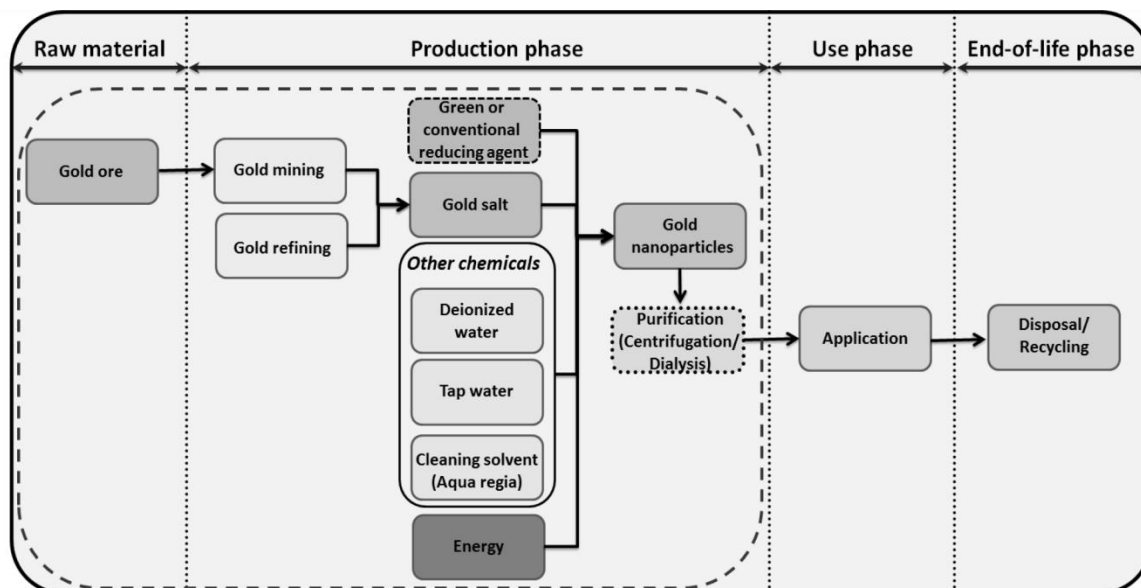 Raw material
Production phase
Use phase
End-of-life phase
Green or
conventional
reducing agent
Gold ore
Gold mining
Gold salt
Gold refining
Gold
nanoparticles
Other chemicals
Deionized
water
Purification
(Centrifugation/
Dialysis)
Application
Disposal/
Recycling
Tap water
Cleaning solvent
(Aqua regia)
Energy